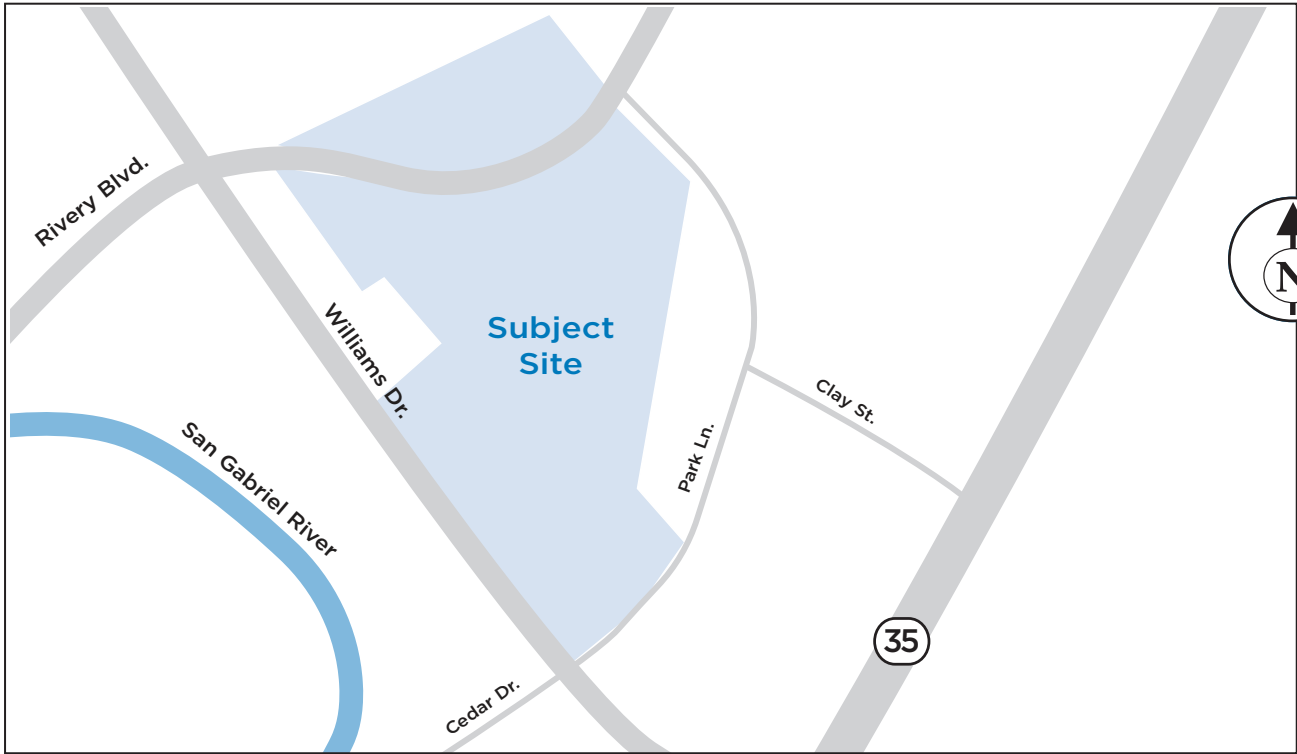 Rivery Blvd.
N
Williams Dr.
Subject
Site
Clay St.
San Gabriel River
Park Ln.
35
Cedar Dr.